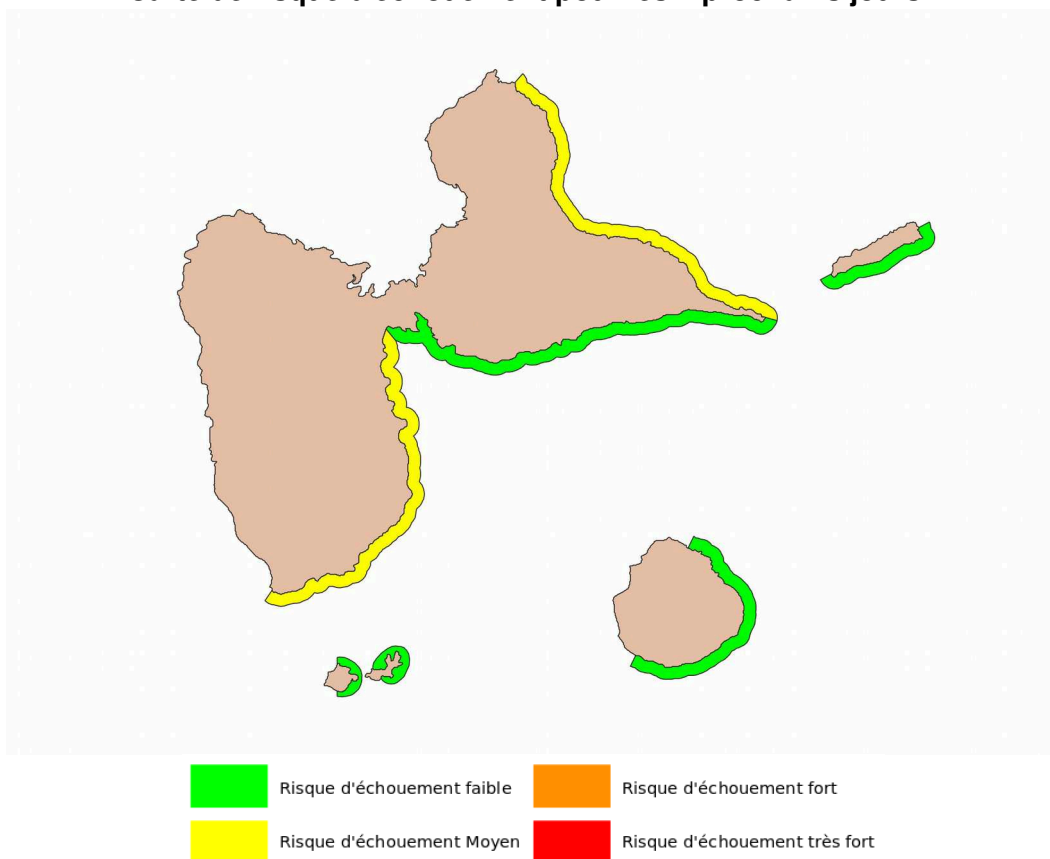 Risque d'échouement faible
Risque d'échouement fort
Risque d'échouement Moyen
Risque d'échouement très fort